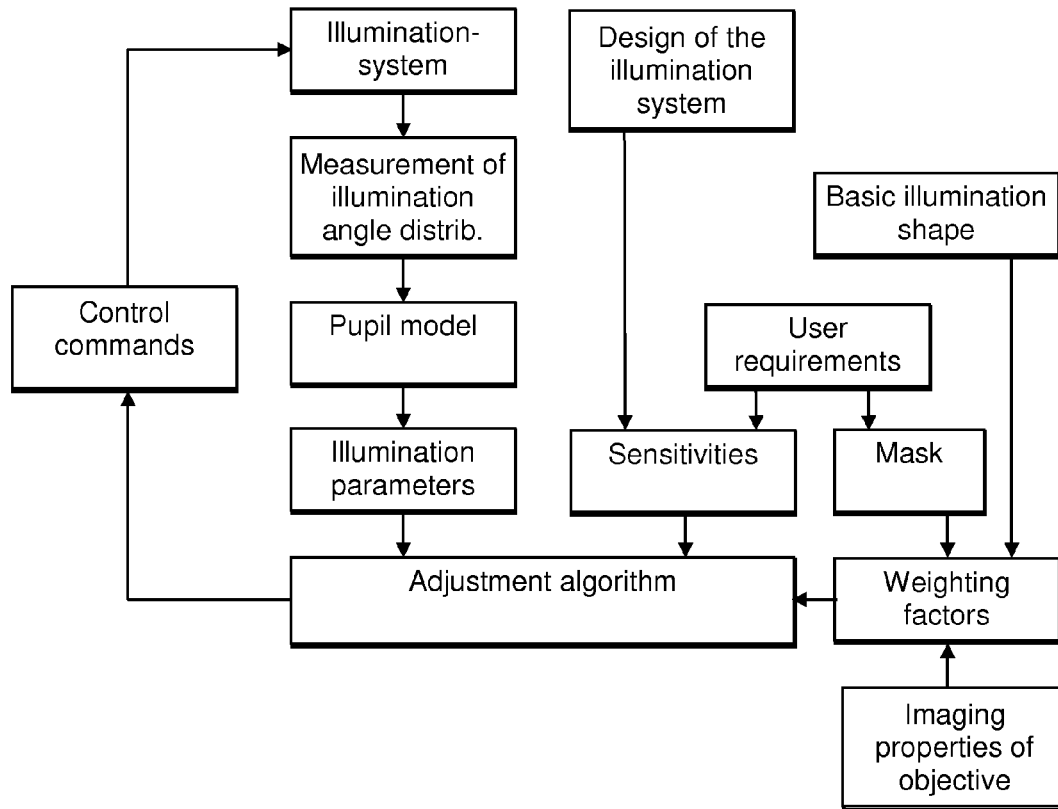 Illumination-
system
Design of the
illumination
system
Measurement of
illumination
angle distrib.
Basic illumination
shape
Control
commands
Pupil model
User
requirements
Illumination
parameters
Sensitivities
Mask
Adjustment algorithm
Weighting
factors
Imaging
properties of
objective